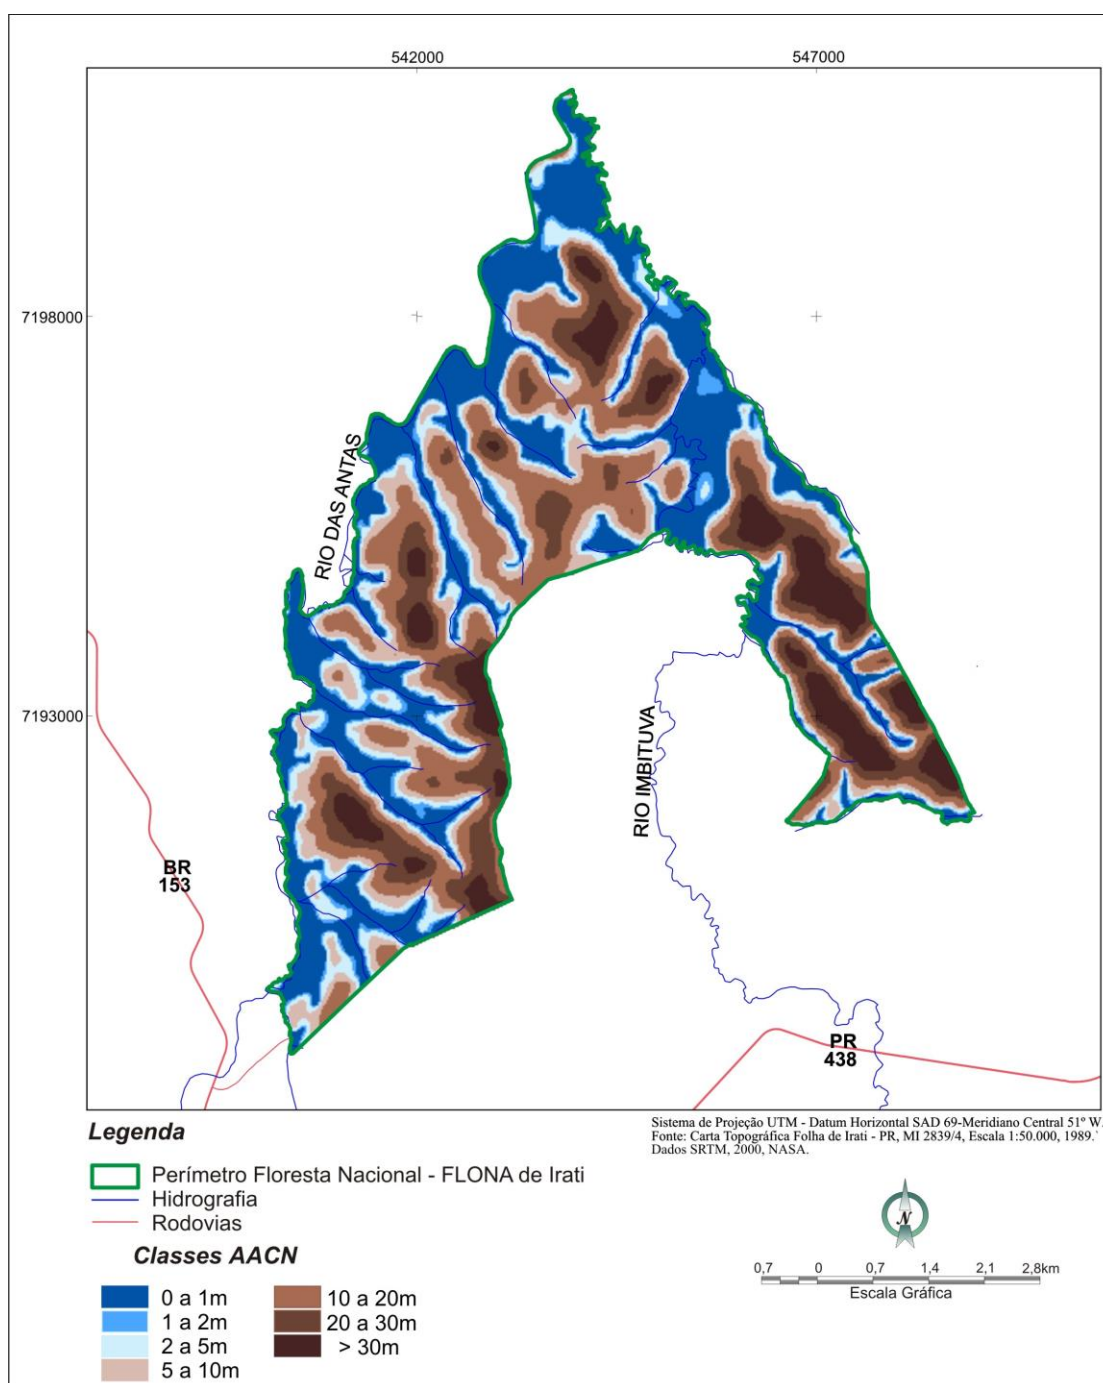 542000
547000
7198000
RIO DAS ANTAS
7193000
RIO IMBITUVA
BR
153
PR
438
Legenda
Perímetro Floresta Nacional - FLONA de Irati
Hidrografia
Rodovias
Classes AACN
0 a 1m
1 a 2m
2 a 5m
5 a 10m
10 a 20m
20 a 30m
> 30m
Sistema de Projeção UTM - Datum Horizontal SAD 69-Meridiano Central 51º W.
Fonte: Carta Topográfica Folha de Irati - PR, MI 2839/4, Escala 1:50.000, 1989.
Dados SRTM, 2000, NASA.
N
0,7 0 0,7 1,4 2,1 2,8km
Escala Gráfica